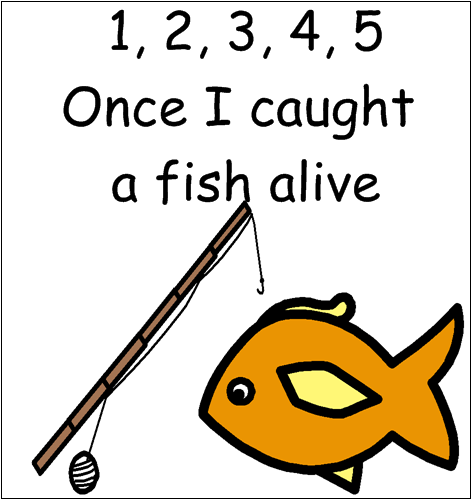 1, 2, 3, 4, 5
Once I caught
a fish alive